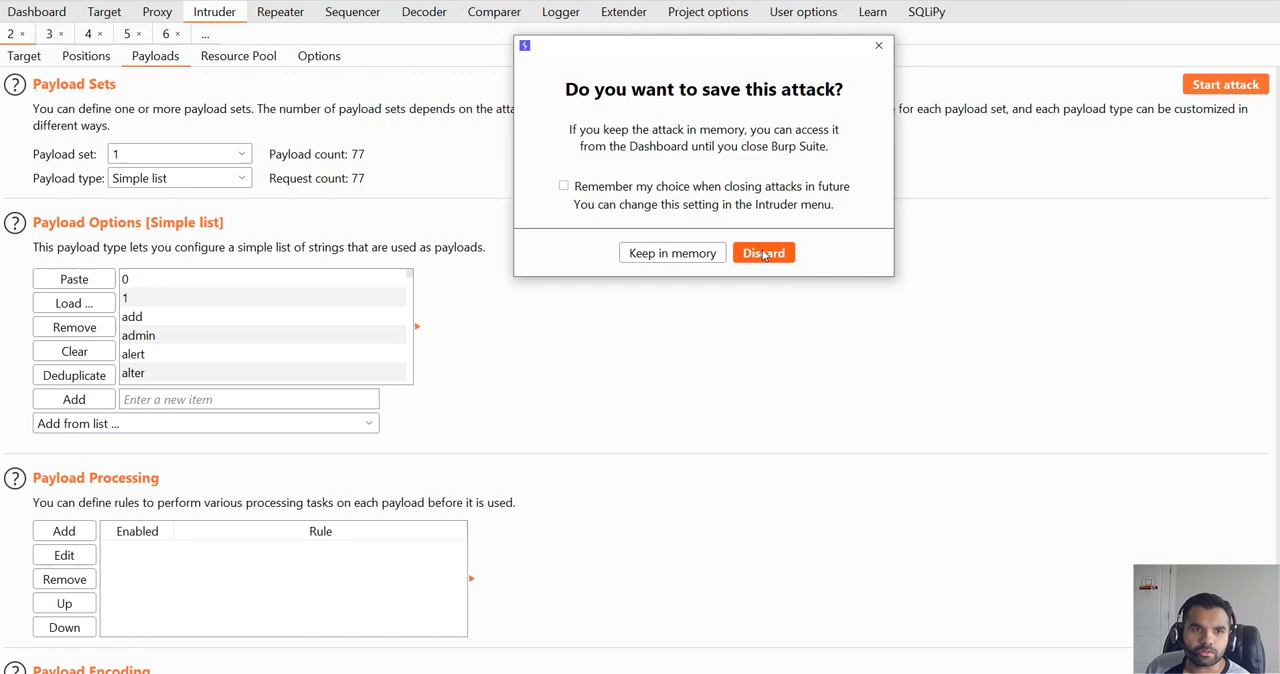 Dashboard Target Proxy Intruder Repeater Sequencer Decoder Comparer Logger Extender Project options User options Learn SQLiPy
2 × 3 × 4 × 5 × 6 × ...
Target Positions Payloads Resource Pool Options
? Payload Sets
Start attack
You can define one or more payload sets. The number of payload sets depends on the atta
for each payload set, and each payload type can be customized in
different ways.
Payload set: 1 Payload count: 77
Payload type: Simple list Request count: 77
Do you want to save this attack?
If you keep the attack in memory, you can access it
from the Dashboard until you close Burp Suite.
Remember my choice when closing attacks in future
You can change this setting in the Intruder menu.
Keep in memory Discard
? Payload Options [Simple list]
This payload type lets you configure a simple list of strings that are used as payloads.
Paste
Load ...
Remove
Clear
Deduplicate
0
1
add
admin
alert
alter
Add Enter a new item
Add from list ...
? Payload Processing
You can define rules to perform various processing tasks on each payload before it is used.
Add
Edit
Remove
Up
Down
Enabled Rule
? Payload Encoding